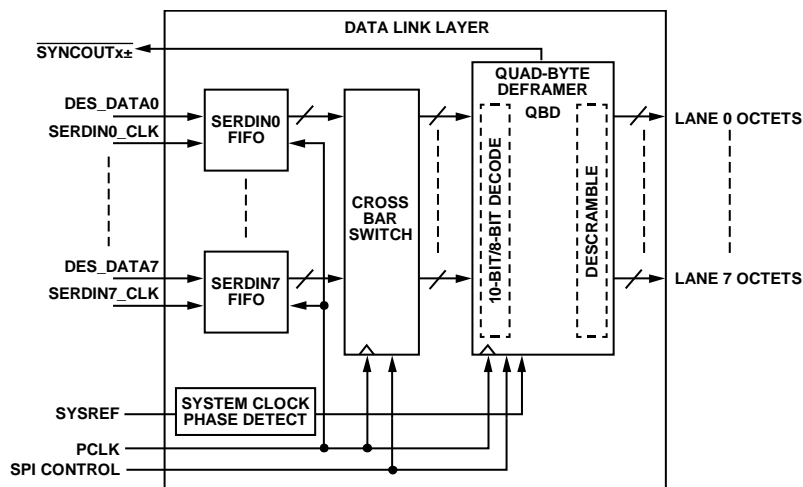 DATA LINK LAYER
SYNCOUTx±
QUAD-BYTE
DEFRAMER
QBD
DES_DATA0
SERDIN0_CLK
SERDIN0
FIFO
LANE 0 OCTETS
CROSS
BAR
SWITCH
10-BIT/8-BIT DECODE
DESCRAMBLE
DES_DATA7
SERDIN7_CLK
SERDIN7
FIFO
LANE 7 OCTETS
SYSREF
SYSTEM CLOCK
PHASE DETECT
PCLK
SPI CONTROL